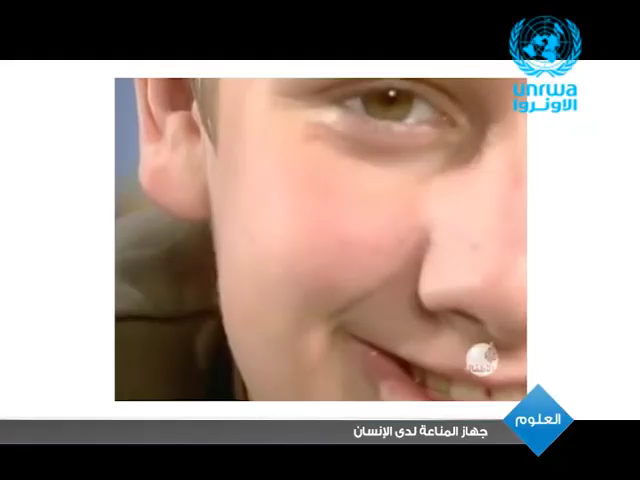 unrwa
الاونروا
العلوم
جهاز المناعة لدى الإنسان